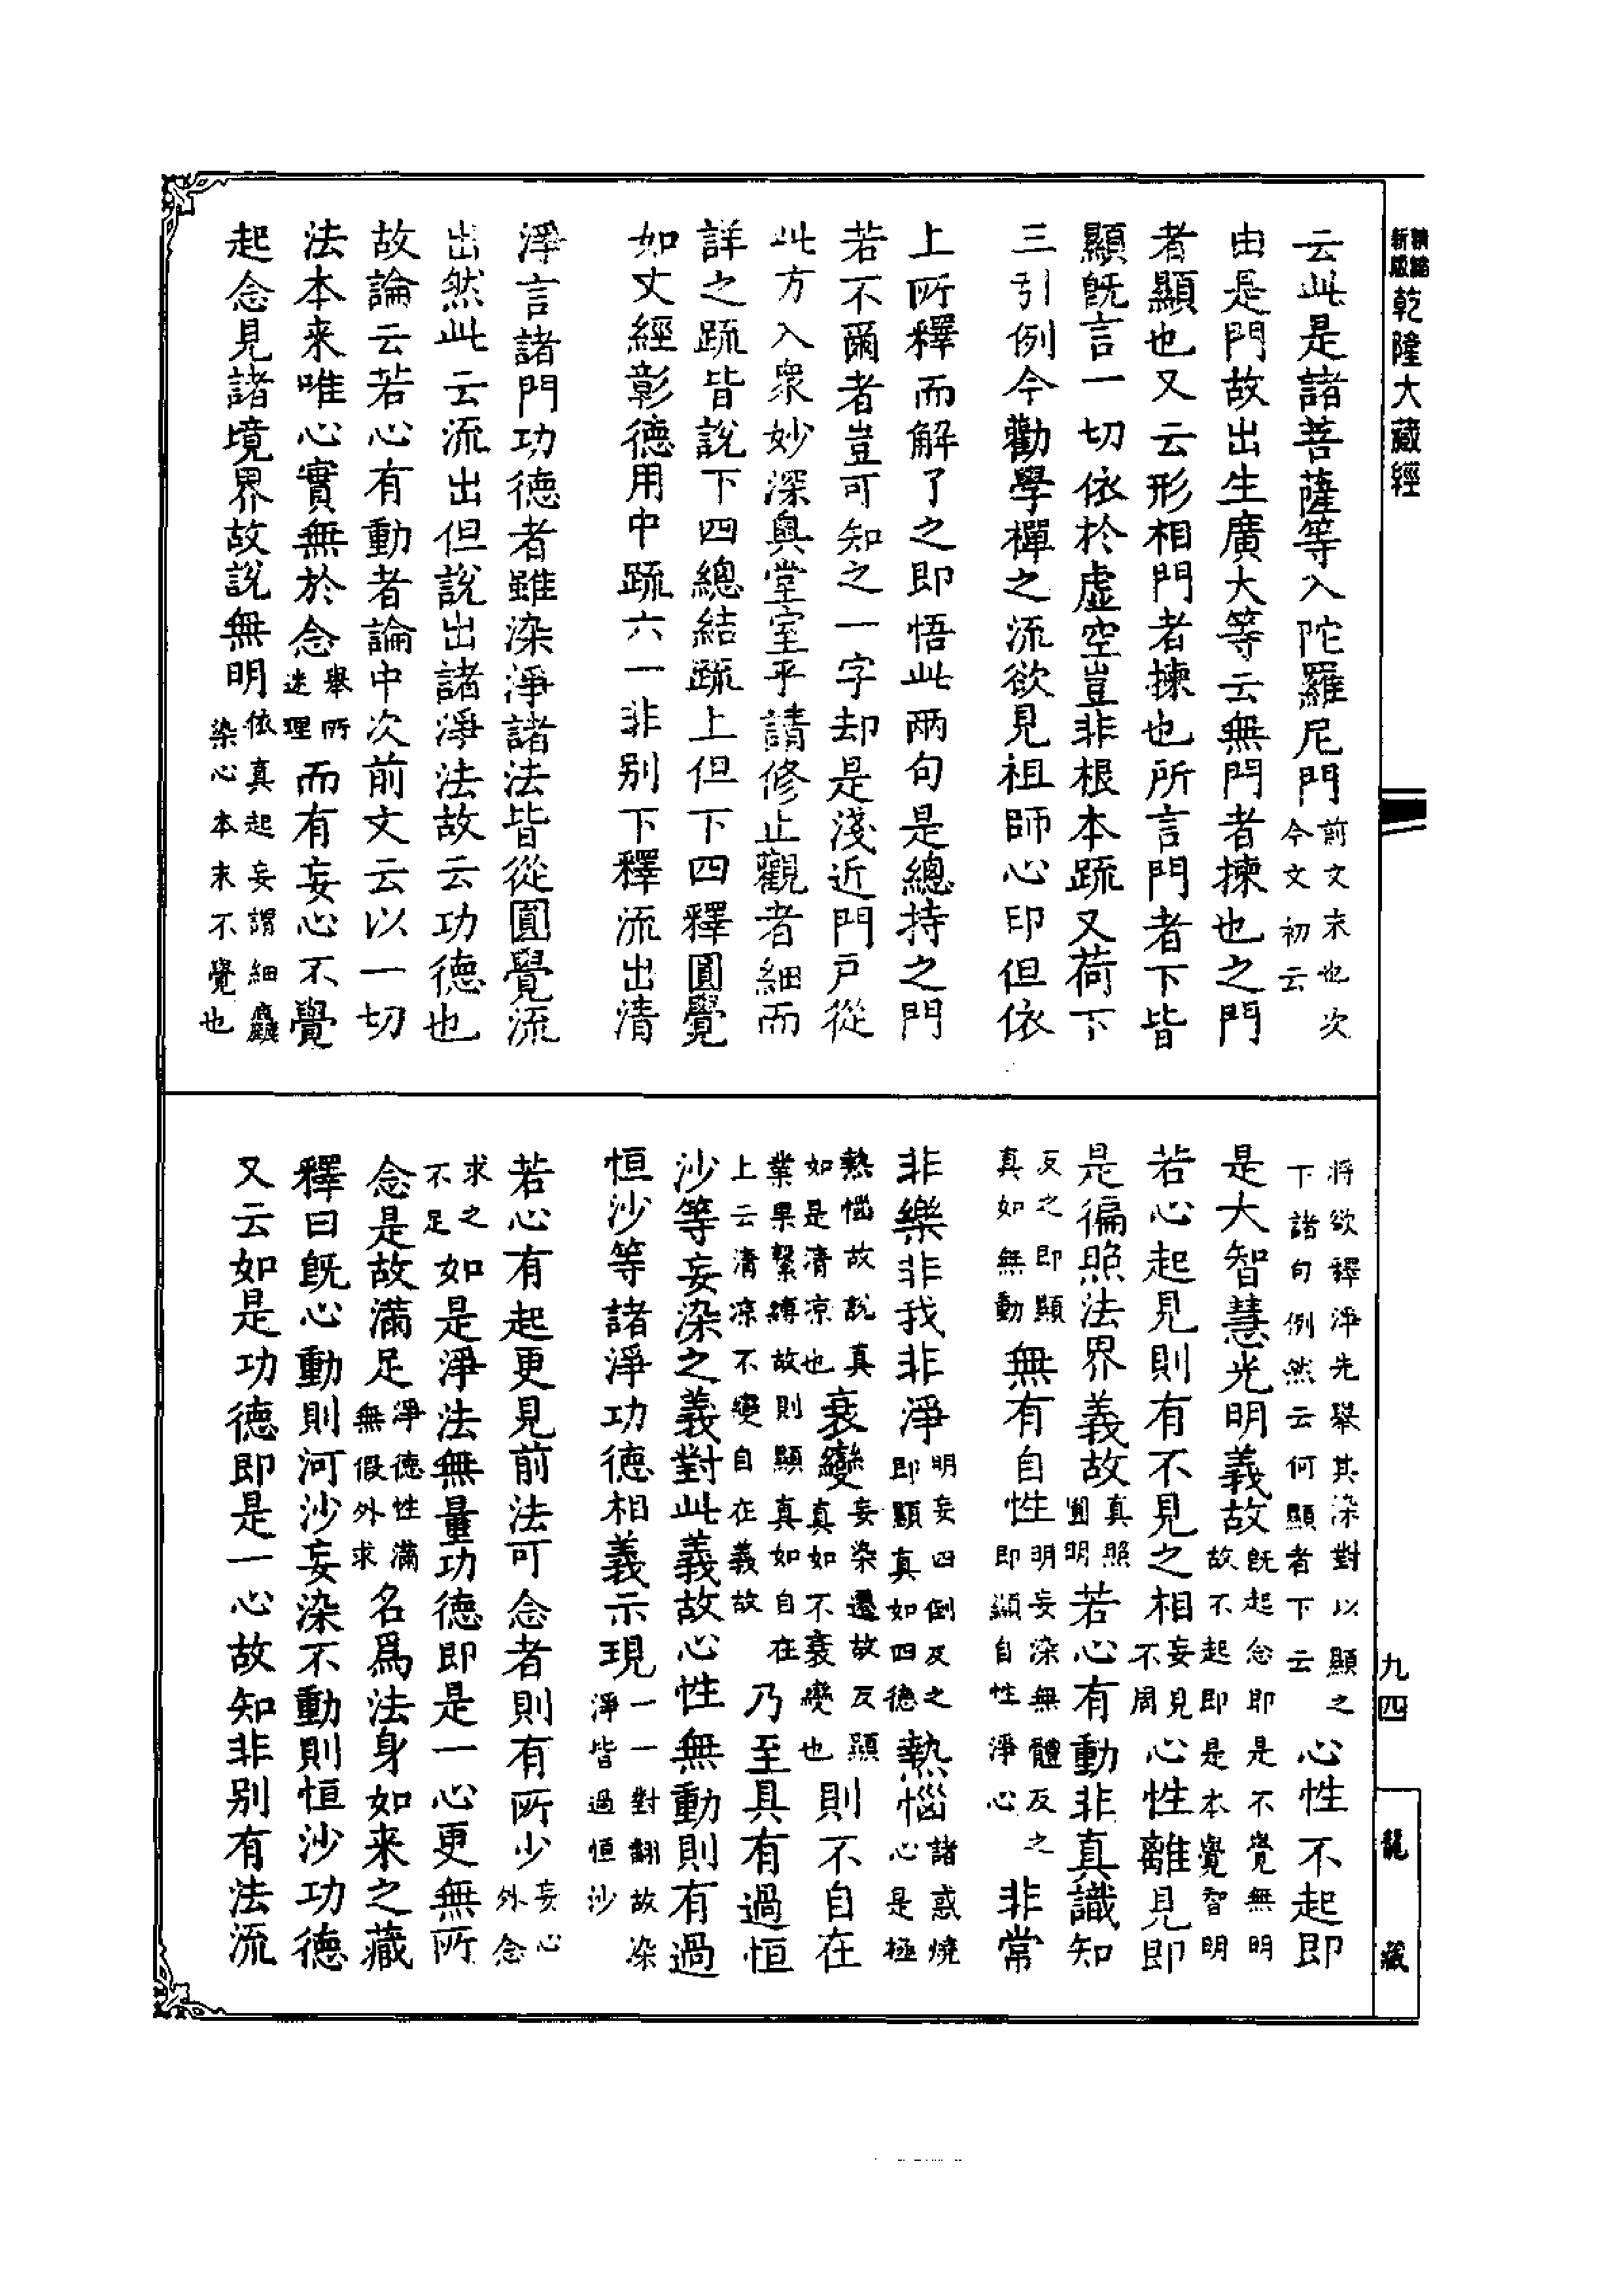 新版精縮乾隆大藏經
云此是諸菩薩等入陀羅尼門前文末也次今文初云
由是門故出生廣大等云無門者揀也之門
者顯也又云形相門者揀也所言門者下皆
顯旣言一切依於虛空豈非根本䟽又荷下
三引例今勸學禪之流欲見祖師心印但依
上所釋而解了之即悟此兩句是總持之門
若不爾者豈可知之一字却是淺近門戶從
此方入衆妙深奧堂室乎請修止觀者細而
詳之䟽皆說下四總結䟽上但下四釋圓覺
如文經彰德用中䟽六一非別下釋流出清
淨言諸門功德者雖染淨諸法皆從圓覺流
出然此云流出但說出諸淨法故云功德也
故論云若心有動者論中次前文云以一切
法本来唯心實無於念舉所迷理而有妄心不覺
起念見諸境界故說無明依真起妄謂細麤染心本末不覺也
將欲釋淨先舉其染對以顯之下諸句例然云何顯者下云心性不起即
是大智慧光明義故旣起念即是不覺無明故不起即是本覺智明
若心起見則有不見之相妄見不周心性離見即
是徧照法界義故真照圓明若心有動非真識知
反之即顯真如無動無有自性明妄染無體反之即顯自性淨心非常
非樂非我非淨明妄四倒反之即顯真如四德熱惱諸惑燒心是極
熱惱故說真如是清凉也衰變妄染遷故反顯真如不衰變也則不自在
業果繫縛故則顯真如自在上云清凉不變自在義故乃至具有過恒
沙等妄染之義對此義故心性無動則有過
恒沙等諸淨功德相義示現一一對翻故染淨皆過恒沙
若心有起更見前法可念者則有所少妄心外念
求之不足如是淨法無量功德即是一心更無所
念是故滿足淨德性滿無假外求名爲法身如来之藏
釋曰旣心動則河沙妄染不動則恒沙功德
又云如是功德即是一心故知非別有法流
九四
龍藏